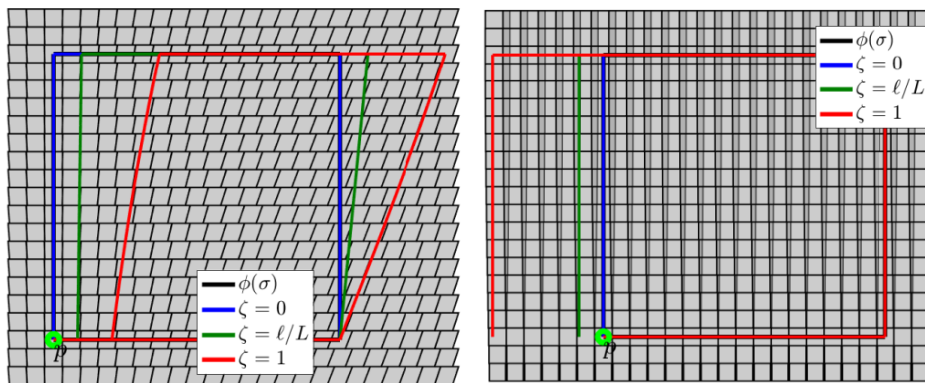 ϕ(σ)
ζ = 0
ζ = ℓ/L
ζ = 1
p
ϕ(σ)
ζ = 0
ζ = ℓ/L
ζ = 1
p